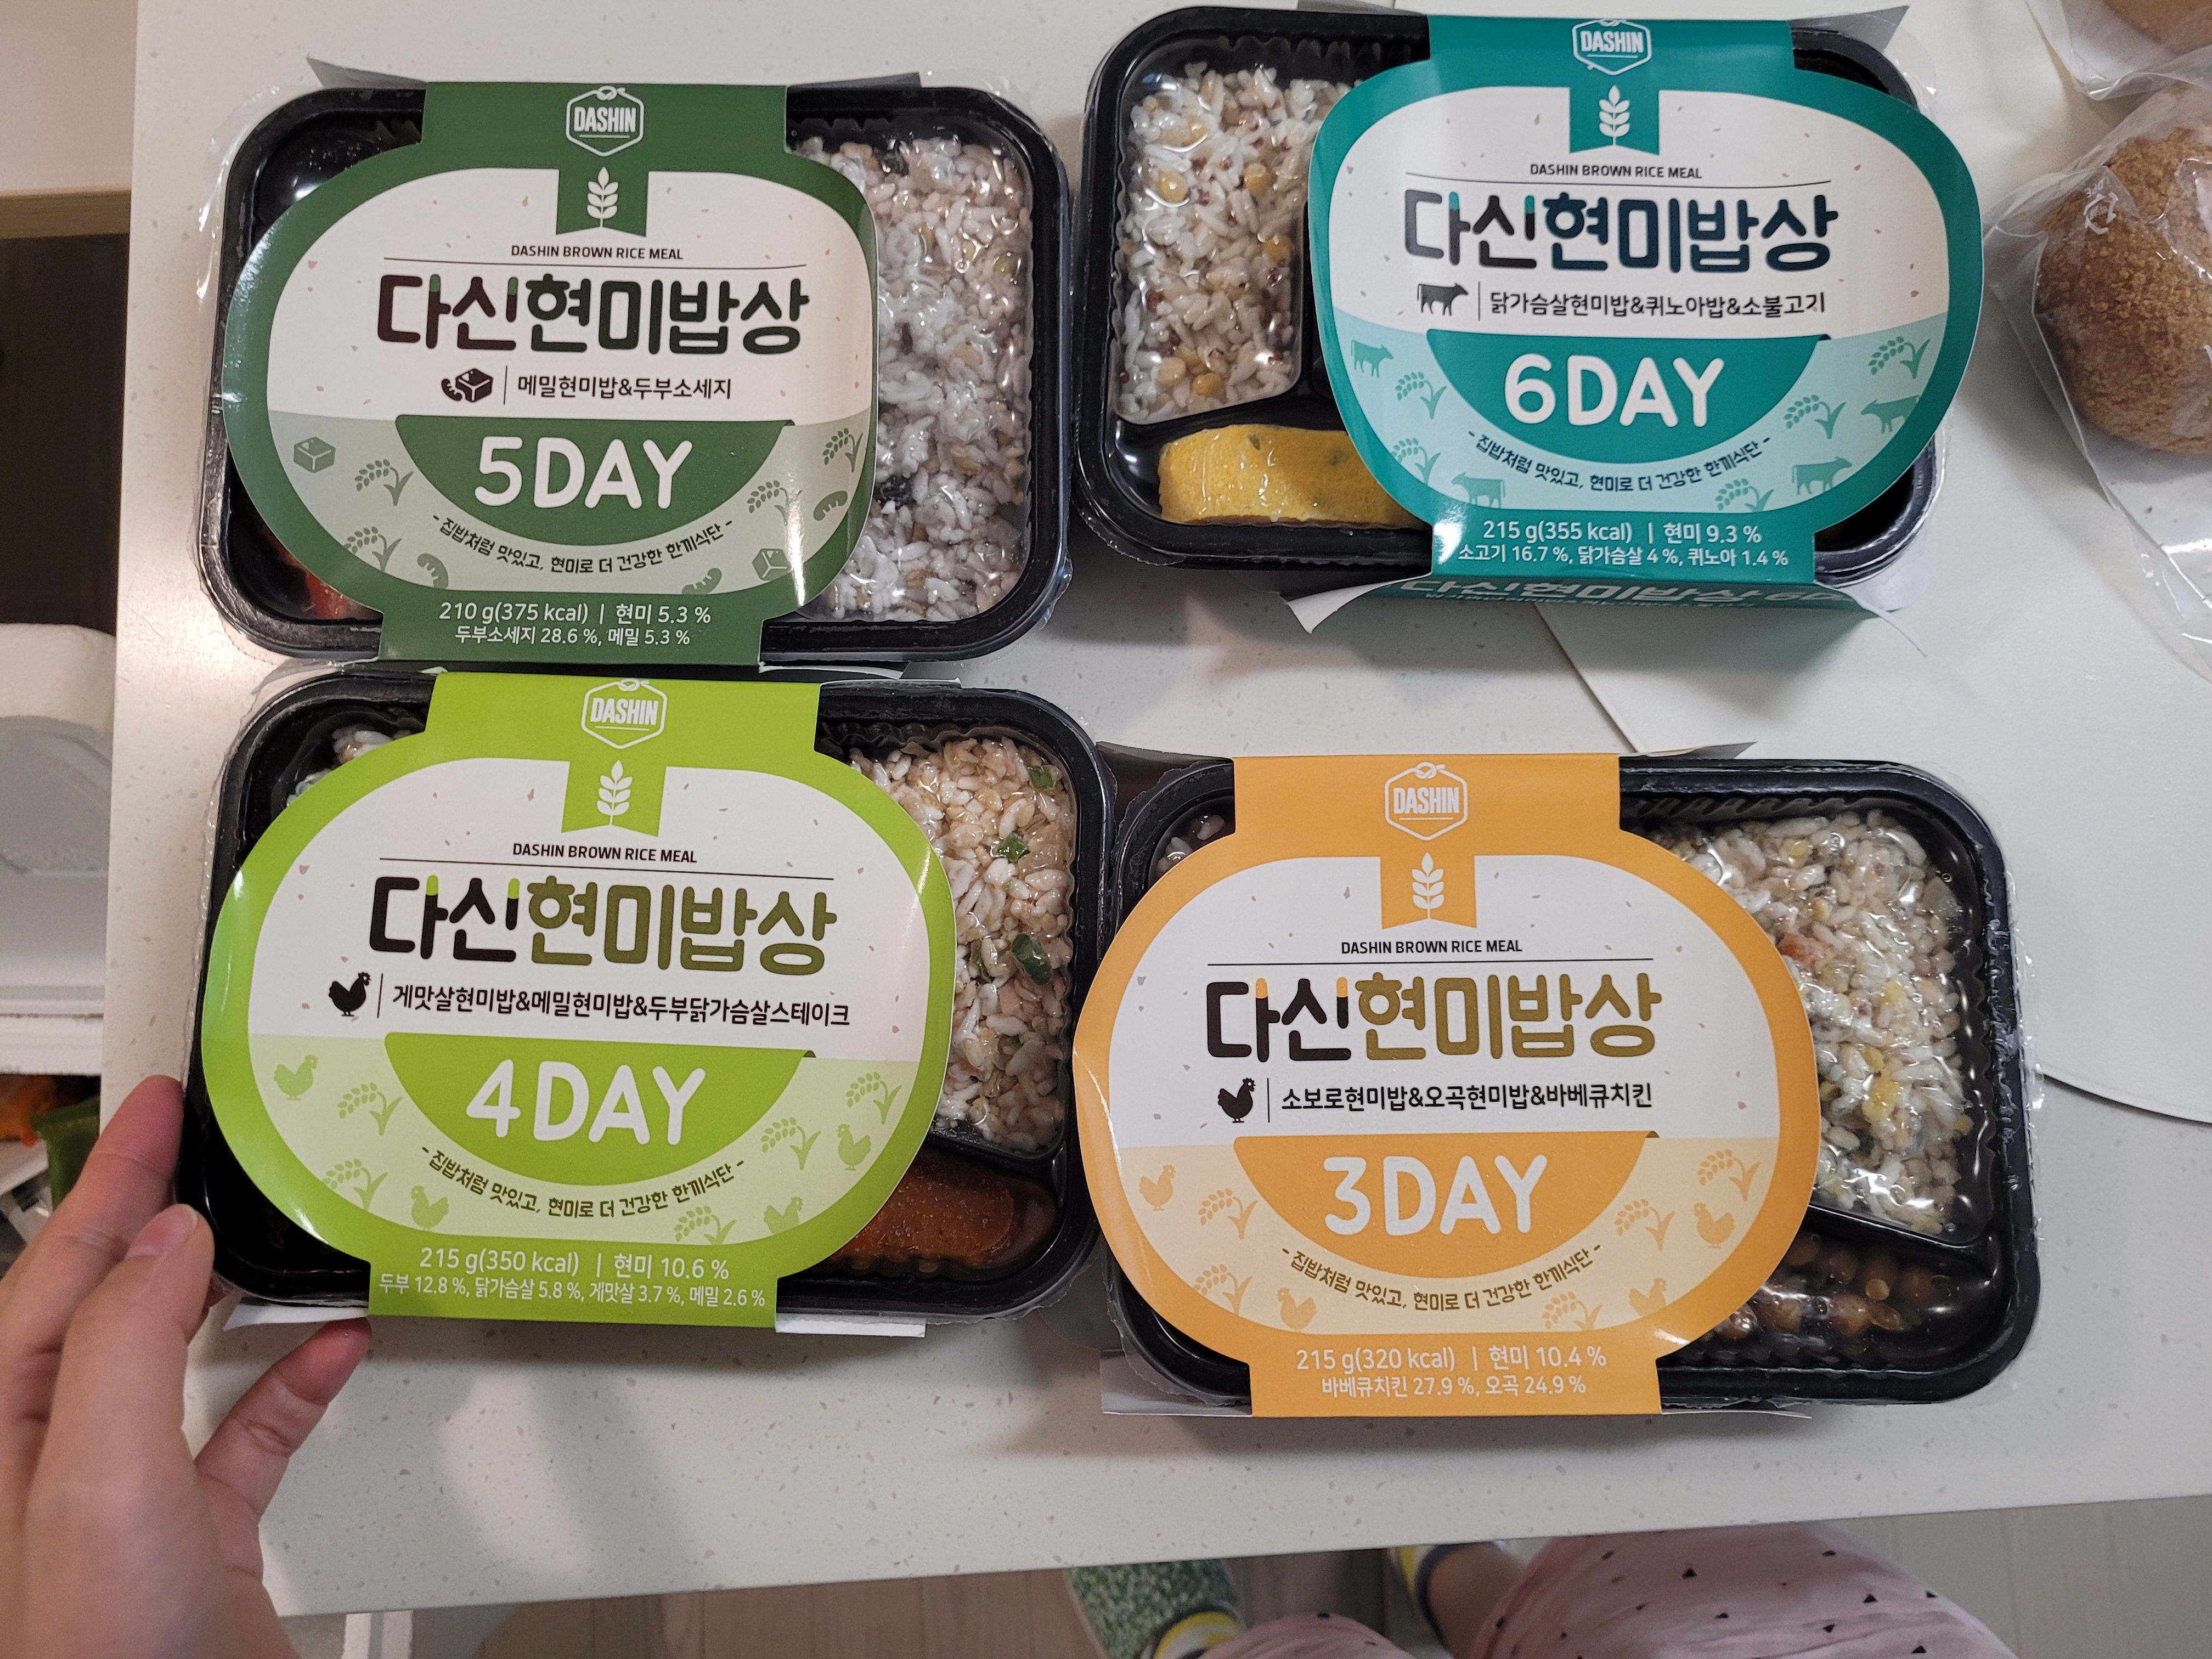 DASHIN
DASHIN BROWN RICE MEAL
다신현미밥상
메밀현미밥&두부소세지
5DAY
- 집밥처럼 맛있고, 현미로 더 건강한 한끼식단 -
210 g(375 kcal) | 현미 5.3 %
두부소세지 28.6 %, 메밀 5.3 %
DASHIN
DASHIN BROWN RICE MEAL
다신현미밥상
닭가슴살현미밥&퀴노아밥&소불고기
6DAY
- 집밥처럼 맛있고, 현미로 더 건강한 한끼식단 -
215 g(355 kcal) | 현미 9.3 %
소고기 16.7 %, 닭가슴살 4 %, 퀴노아 1.4 %
다신현미밥상 6D
DASHIN
DASHIN BROWN RICE MEAL
다신현미밥상
게맛살현미밥&메밀현미밥&두부닭가슴살스테이크
4DAY
- 집밥처럼 맛있고, 현미로 더 건강한 한끼식단 -
215 g(350 kcal) | 현미 10.6 %
두부 12.8 %, 닭가슴살 5.8 %, 게맛살 3.7 %, 메밀 2.6 %
DASHIN
DASHIN BROWN RICE MEAL
다신현미밥상
소보로현미밥&오곡현미밥&바베큐치킨
3DAY
- 집밥처럼 맛있고, 현미로 더 건강한 한끼식단 -
215 g(320 kcal) | 현미 10.4 %
바베큐치킨 27.9 %, 오곡 24.9 %